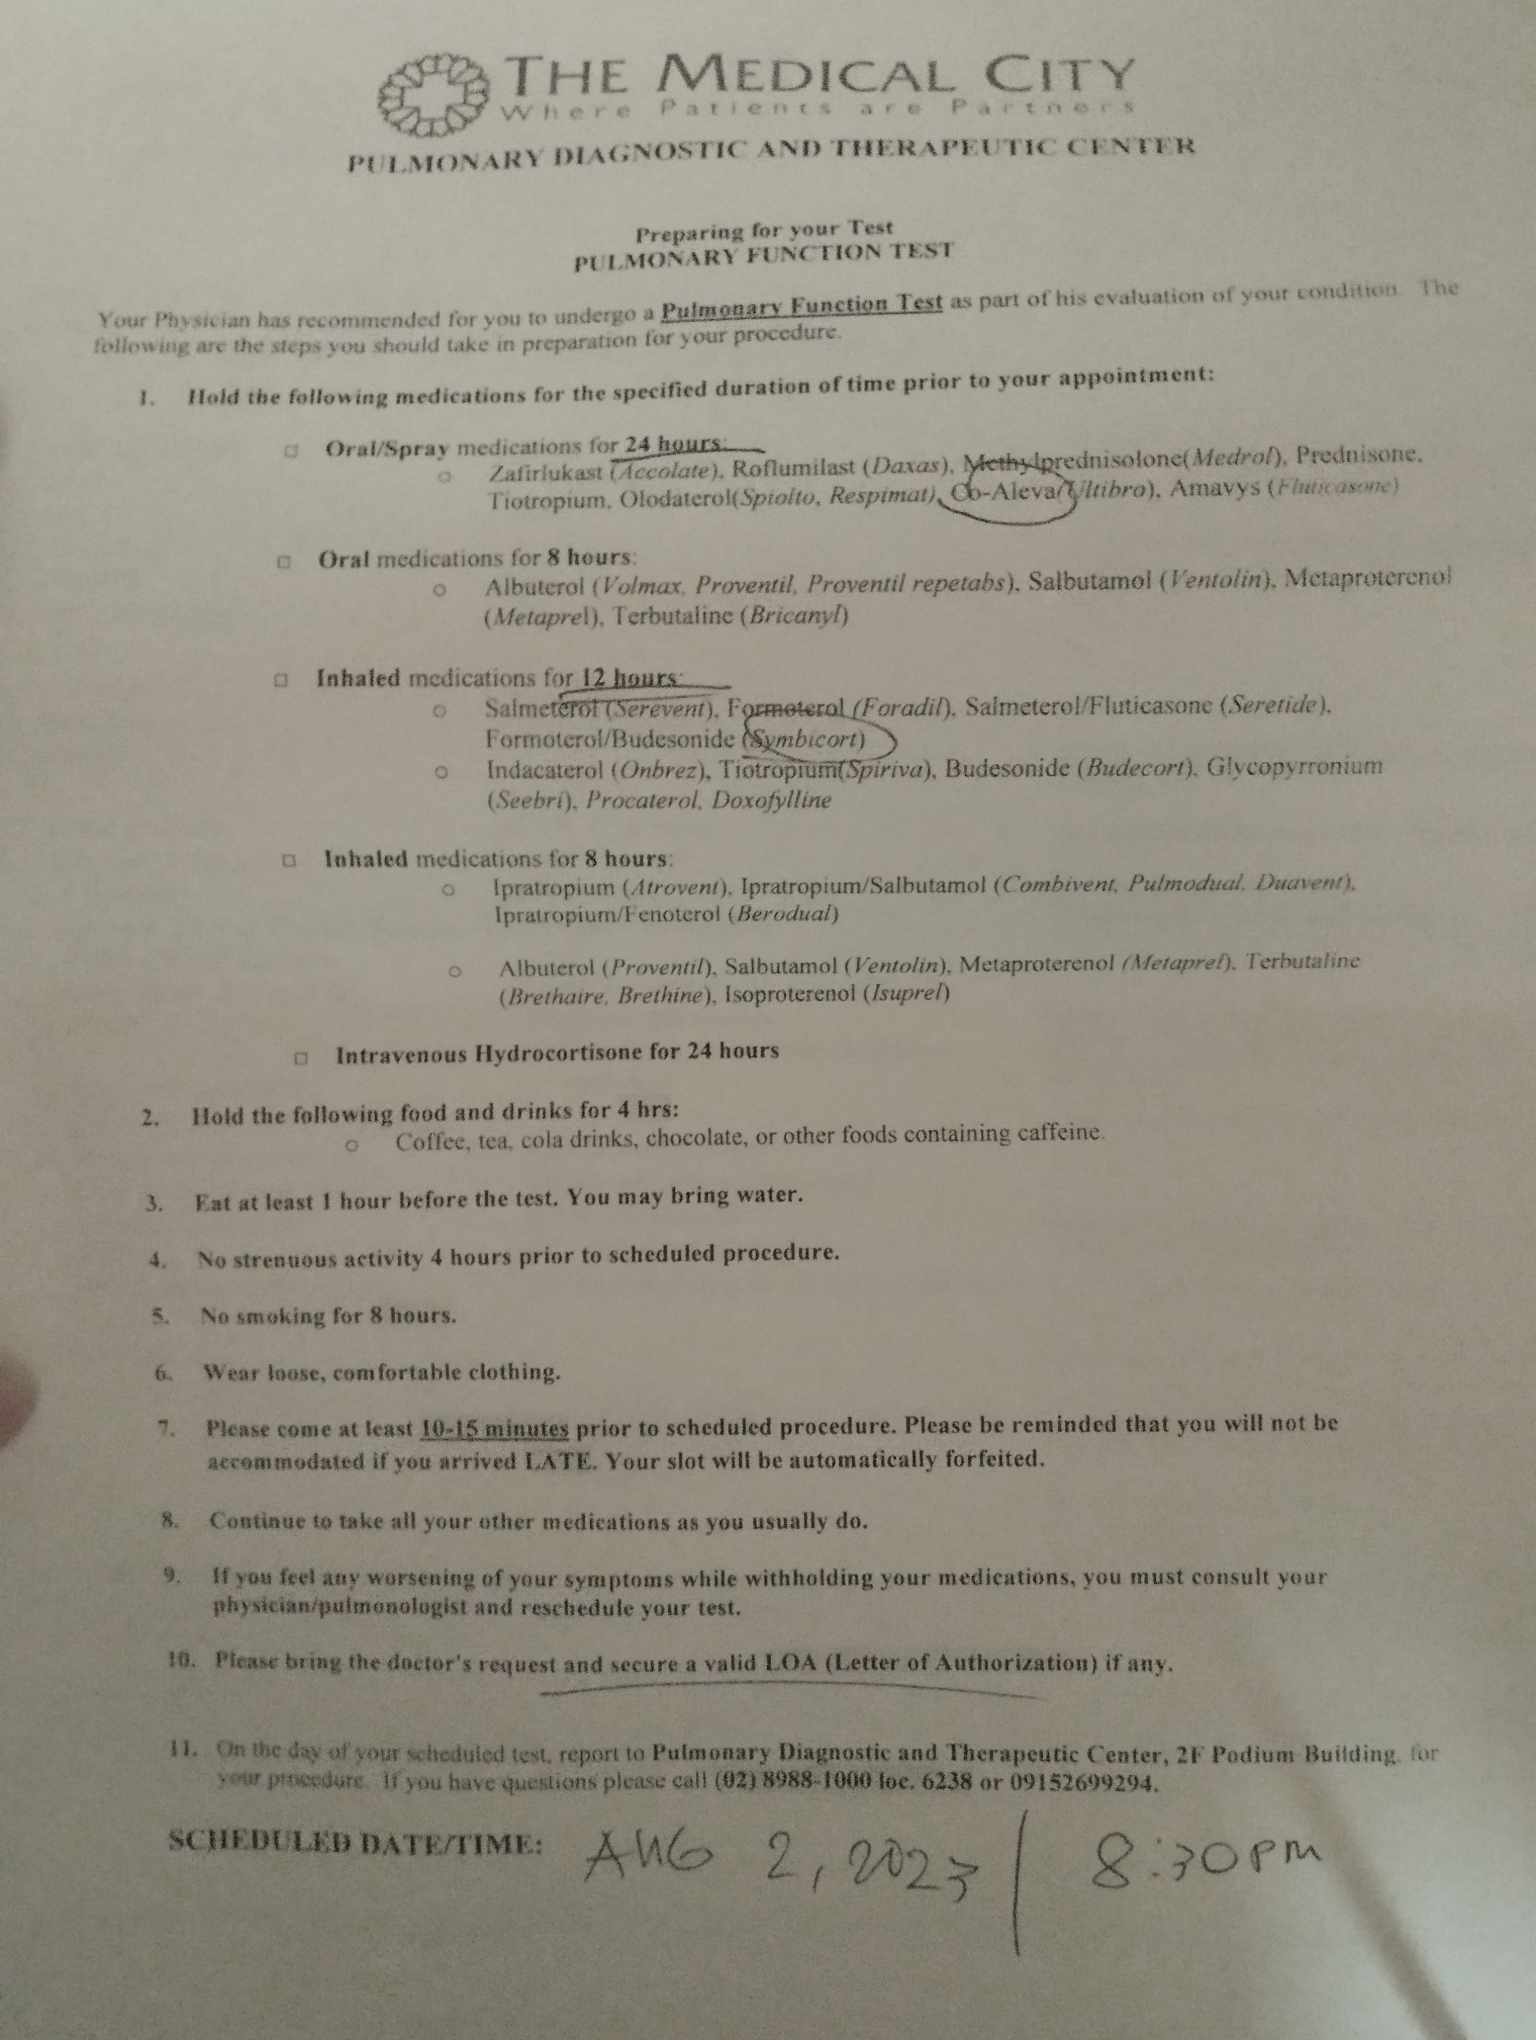 THE MEDICAL CITY
Where Patients are Partners
PULMONARY DIAGNOSTIC AND THERAPEUTIC CENTER
Preparing for your Test
PULMONARY FUNCTION TEST
Your Physician has recommended for you to undergo a Pulmonary Function Test as part of his evaluation of your condition. The
following are the steps you should take in preparation for your procedure.
1. Hold the following medications for the specified duration of time prior to your appointment:
Oral/Spray medications for 24 hours:
Zafirlukast (Accolate), Roflumilast (Daxas), Methylprednisolone(Medrol), Prednisone,
Tiotropium, Olodaterol(Spiolto, Respimat), Co-Aleva(Ultibro), Amavys (Fluticasone)
Oral medications for 8 hours:
Albuterol (Volmax, Proventil, Proventil repetabs), Salbutamol (Ventolin), Metaproterenol
(Metaprel), Terbutaline (Bricanyl)
Inhaled medications for 12 hours:
Salmeterol (Serevent), Formoterol (Foradil), Salmeterol/Fluticasone (Seretide),
Formoterol/Budesonide (Symbicort)
Indacaterol (Onbrez), Tiotropium(Spiriva), Budesonide (Budecort), Glycopyrronium
(Seebri), Procaterol, Doxofylline
Inhaled medications for 8 hours:
Ipratropium (Atrovent), Ipratropium/Salbutamol (Combivent, Pulmodual, Duavent),
Ipratropium/Fenoterol (Berodual)
Albuterol (Proventil), Salbutamol (Ventolin), Metaproterenol (Metaprel), Terbutaline
(Brethaire, Brethine), Isoproterenol (Isuprel)
Intravenous Hydrocortisone for 24 hours
2. Hold the following food and drinks for 4 hrs:
Coffee, tea, cola drinks, chocolate, or other foods containing caffeine.
3. Eat at least 1 hour before the test. You may bring water.
4. No strenuous activity 4 hours prior to scheduled procedure.
5. No smoking for 8 hours.
6. Wear loose, comfortable clothing.
7. Please come at least 10-15 minutes prior to scheduled procedure. Please be reminded that you will not be
accommodated if you arrived LATE. Your slot will be automatically forfeited.
8. Continue to take all your other medications as you usually do.
9. If you feel any worsening of your symptoms while withholding your medications, you must consult your
physician/pulmonologist and reschedule your test.
10. Please bring the doctor's request and secure a valid LOA (Letter of Authorization) if any.
11. On the day of your scheduled test, report to Pulmonary Diagnostic and Therapeutic Center, 2F Podium Building, for
your procedure. If you have questions please call (02) 8988-1000 loc. 6238 or 09152699294.
SCHEDULED DATE/TIME: AUG 2, 2023 | 8:30PM